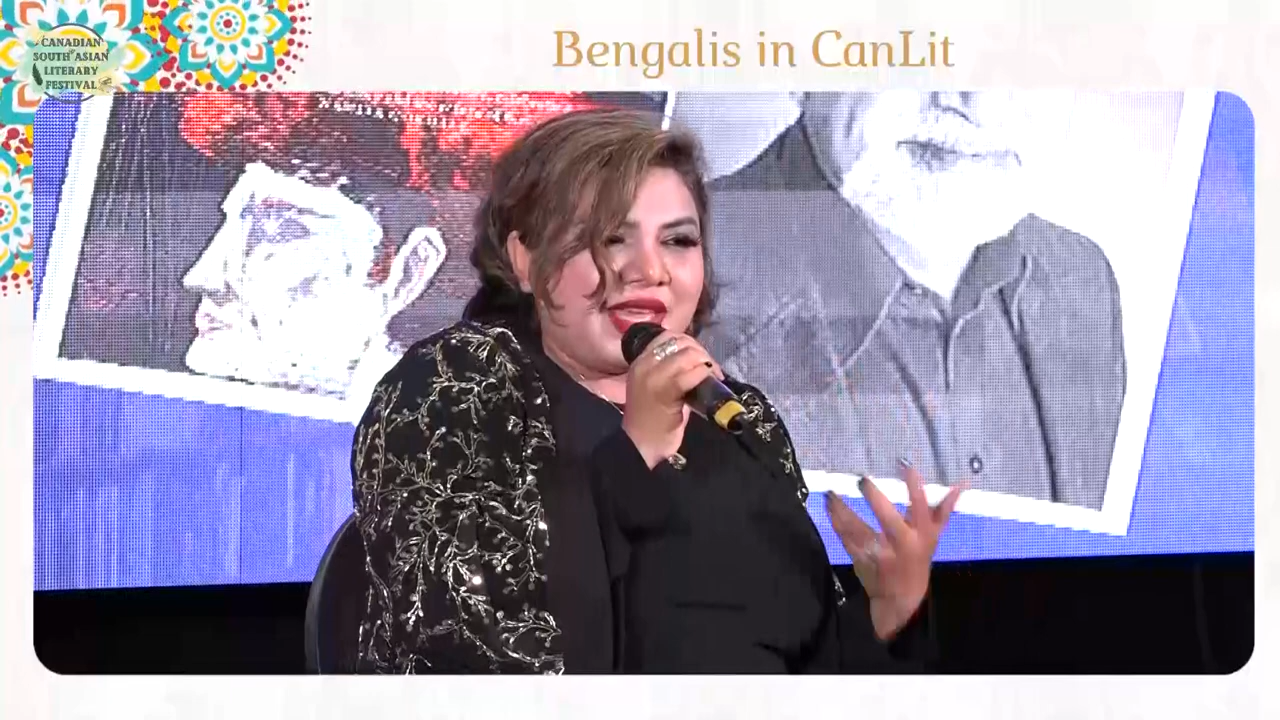 CANADIAN
SOUTH ASIAN
LITERARY
FESTIVAL
Bengalis in CanLit